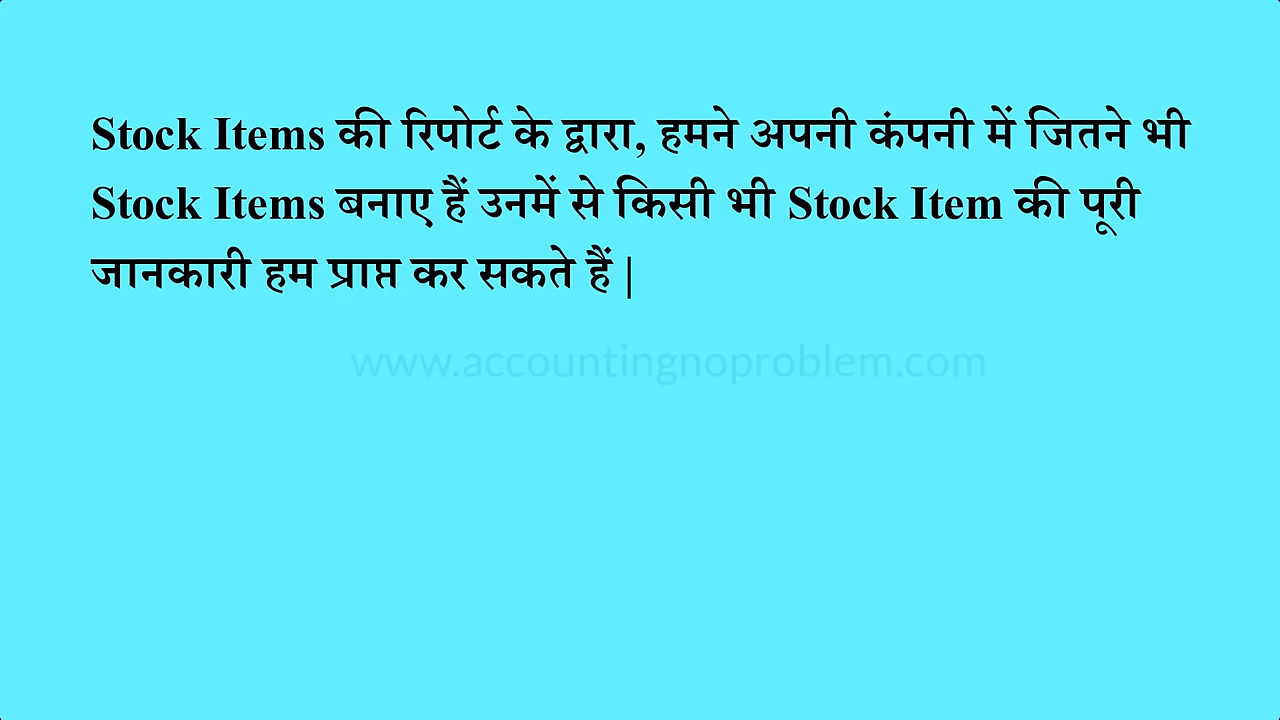 Stock Items की रिपोर्ट के द्वारा, हमने अपनी कंपनी में जितने भी
Stock Items बनाए हैं उनमें से किसी भी Stock Item की पूरी
जानकारी हम प्राप्त कर सकते हैं |
www.accountingnoproblem.com